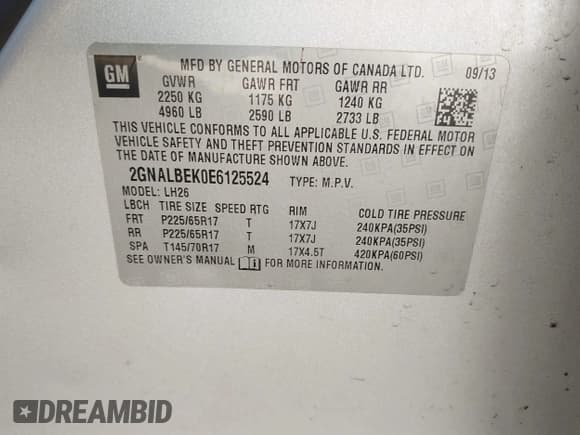 GM
MFD BY GENERAL MOTORS OF CANADA LTD. 09/13
GVWR GAWR FRT GAWR RR
2250 KG 1175 KG 1240 KG
4960 LB 2590 LB 2733 LB
THIS VEHICLE CONFORMS TO ALL APPLICABLE U.S. FEDERAL MOTOR
VEHICLE SAFETY AND THEFT PREVENTION STANDARDS IN EFFECT ON
THE DATE OF MANUFACTURE SHOWN ABOVE.
2GNALBEK0E6125524 TYPE: M.P.V.
MODEL: LH26
LBCH TIRE SIZE SPEED RTG RIM COLD TIRE PRESSURE
FRT P225/65R17 T 17X7J 240KPA(35PSI)
RR P225/65R17 T 17X7J 240KPA(35PSI)
SPA T145/70R17 M 17X4.5T 420KPA(60PSI)
SEE OWNER'S MANUAL FOR MORE INFORMATION.
DREAMBID